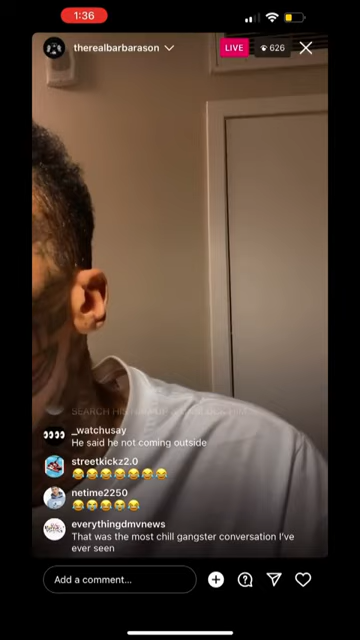 1:36
therealbarbarason
LIVE
626
_watchusay
He said he not coming outside
streetkickz2.0
😂😂😂😂😂😂😂
netime2250
😂😭😂😭😂
everythingdmvnews
That was the most chill gangster conversation I've
ever seen
Add a comment...